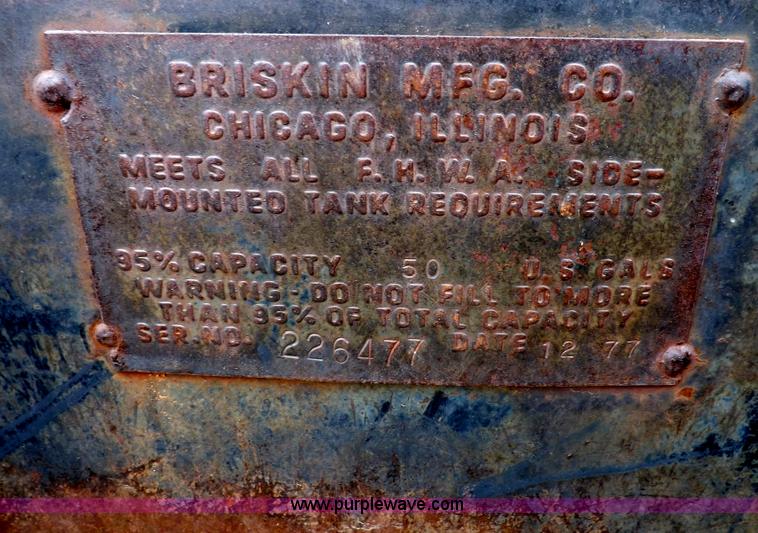 BRISKIN MFG. CO.
CHICAGO, ILLINOIS
MEETS ALL F.H.W.A. SIDE-
MOUNTED TANK REQUIREMENTS
95% CAPACITY 50 U.S GALS
WARNING-DO NOT FILL TO MORE
THAN 95% OF TOTAL CAPACITY
SER.NO. 226477 DATE 12 77
www.purplewave.com